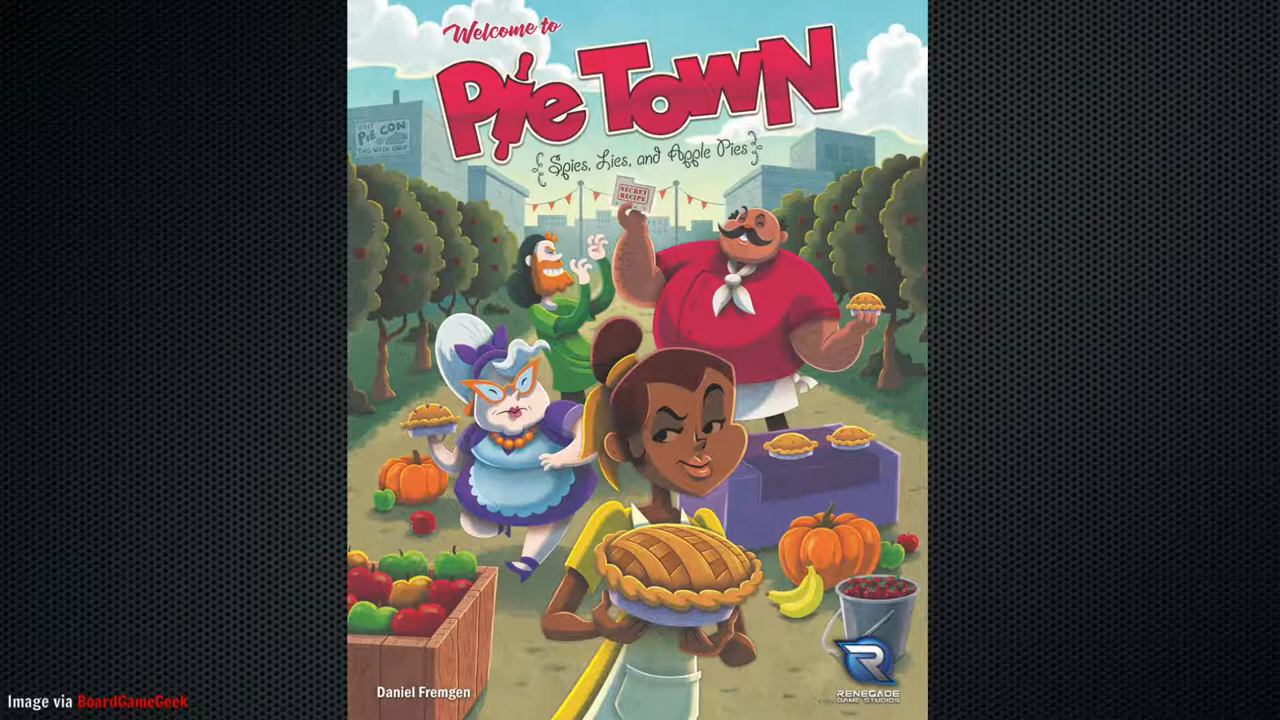 Welcome to
Pie Town
Spies, Lies, and Apple Pies
VISIT
PIE CON
THIS WEEK ONLY
SECRET
RECIPE
Daniel Fremgen
R
RENEGADE
GAME STUDIOS
Image via BoardGameGeek